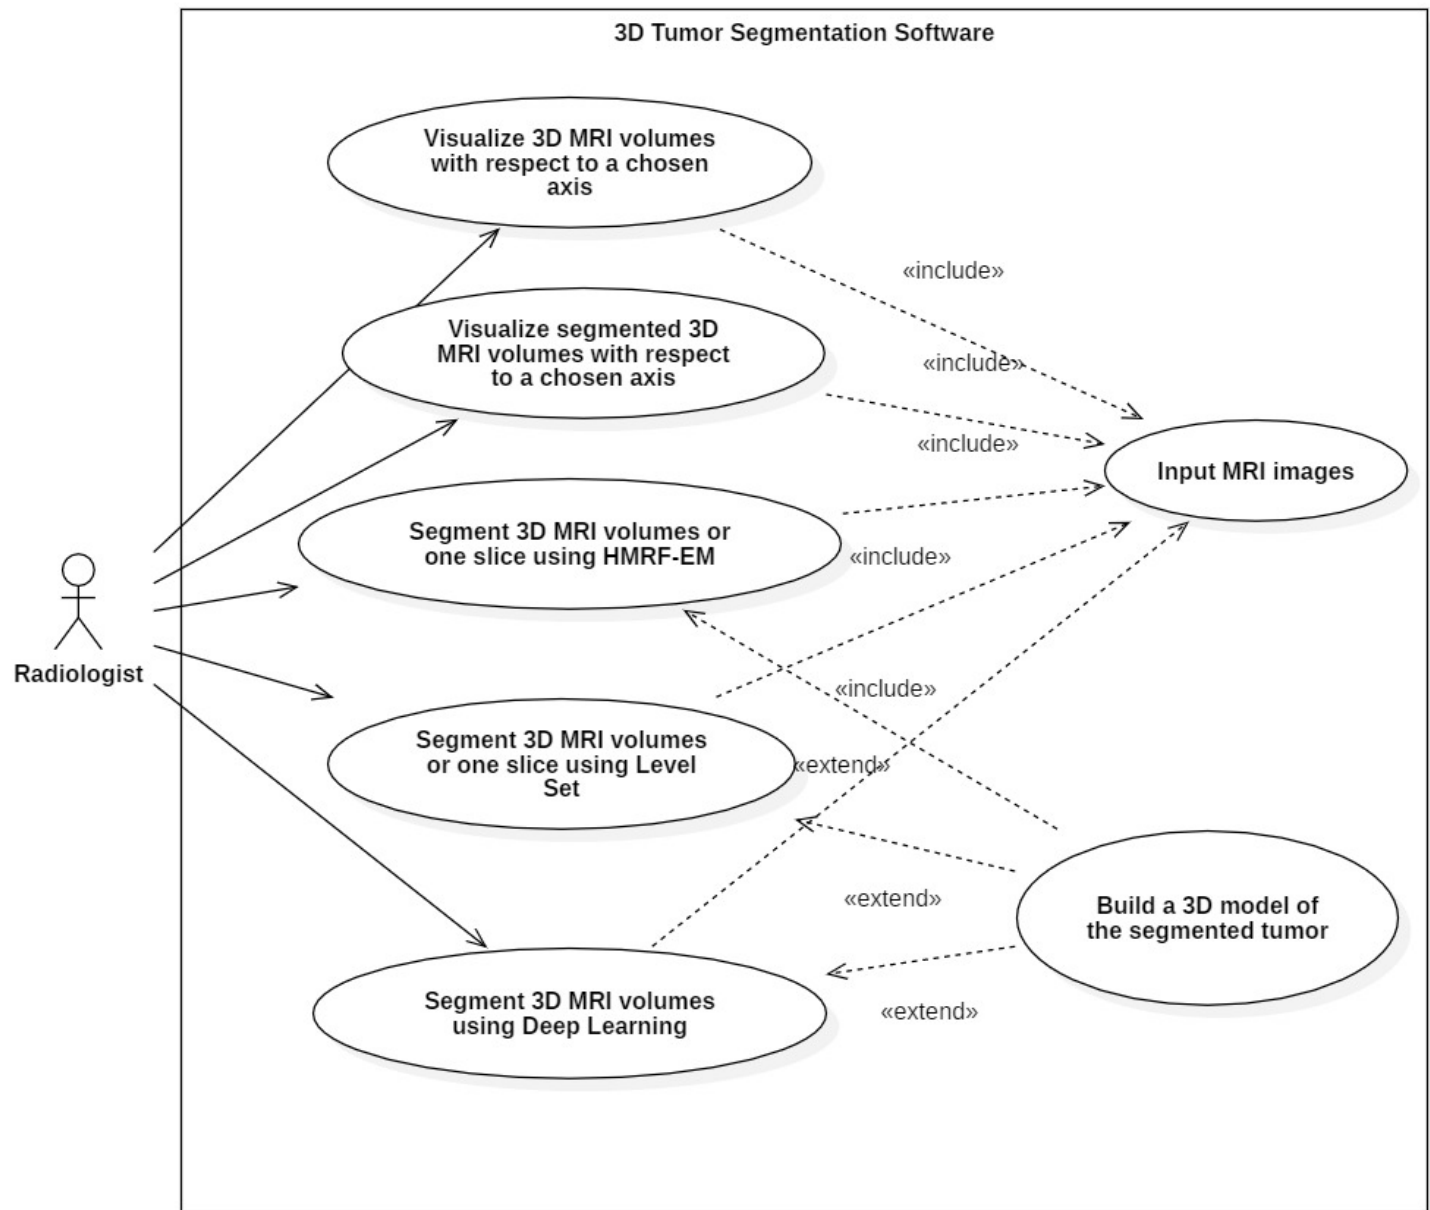 3D Tumor Segmentation Software
Visualize 3D MRI volumes
with respect to a chosen
axis
«include»
Visualize segmented 3D
MRI volumes with respect
to a chosen axis
«include»
«include»
Input MRI images
Segment 3D MRI volumes or
one slice using HMRF-EM
«include»
Radiologist
«include»
Segment 3D MRI volumes
or one slice using Level
Set
«extend»
«extend»
Build a 3D model of
the segmented tumor
Segment 3D MRI volumes
using Deep Learning
«extend»